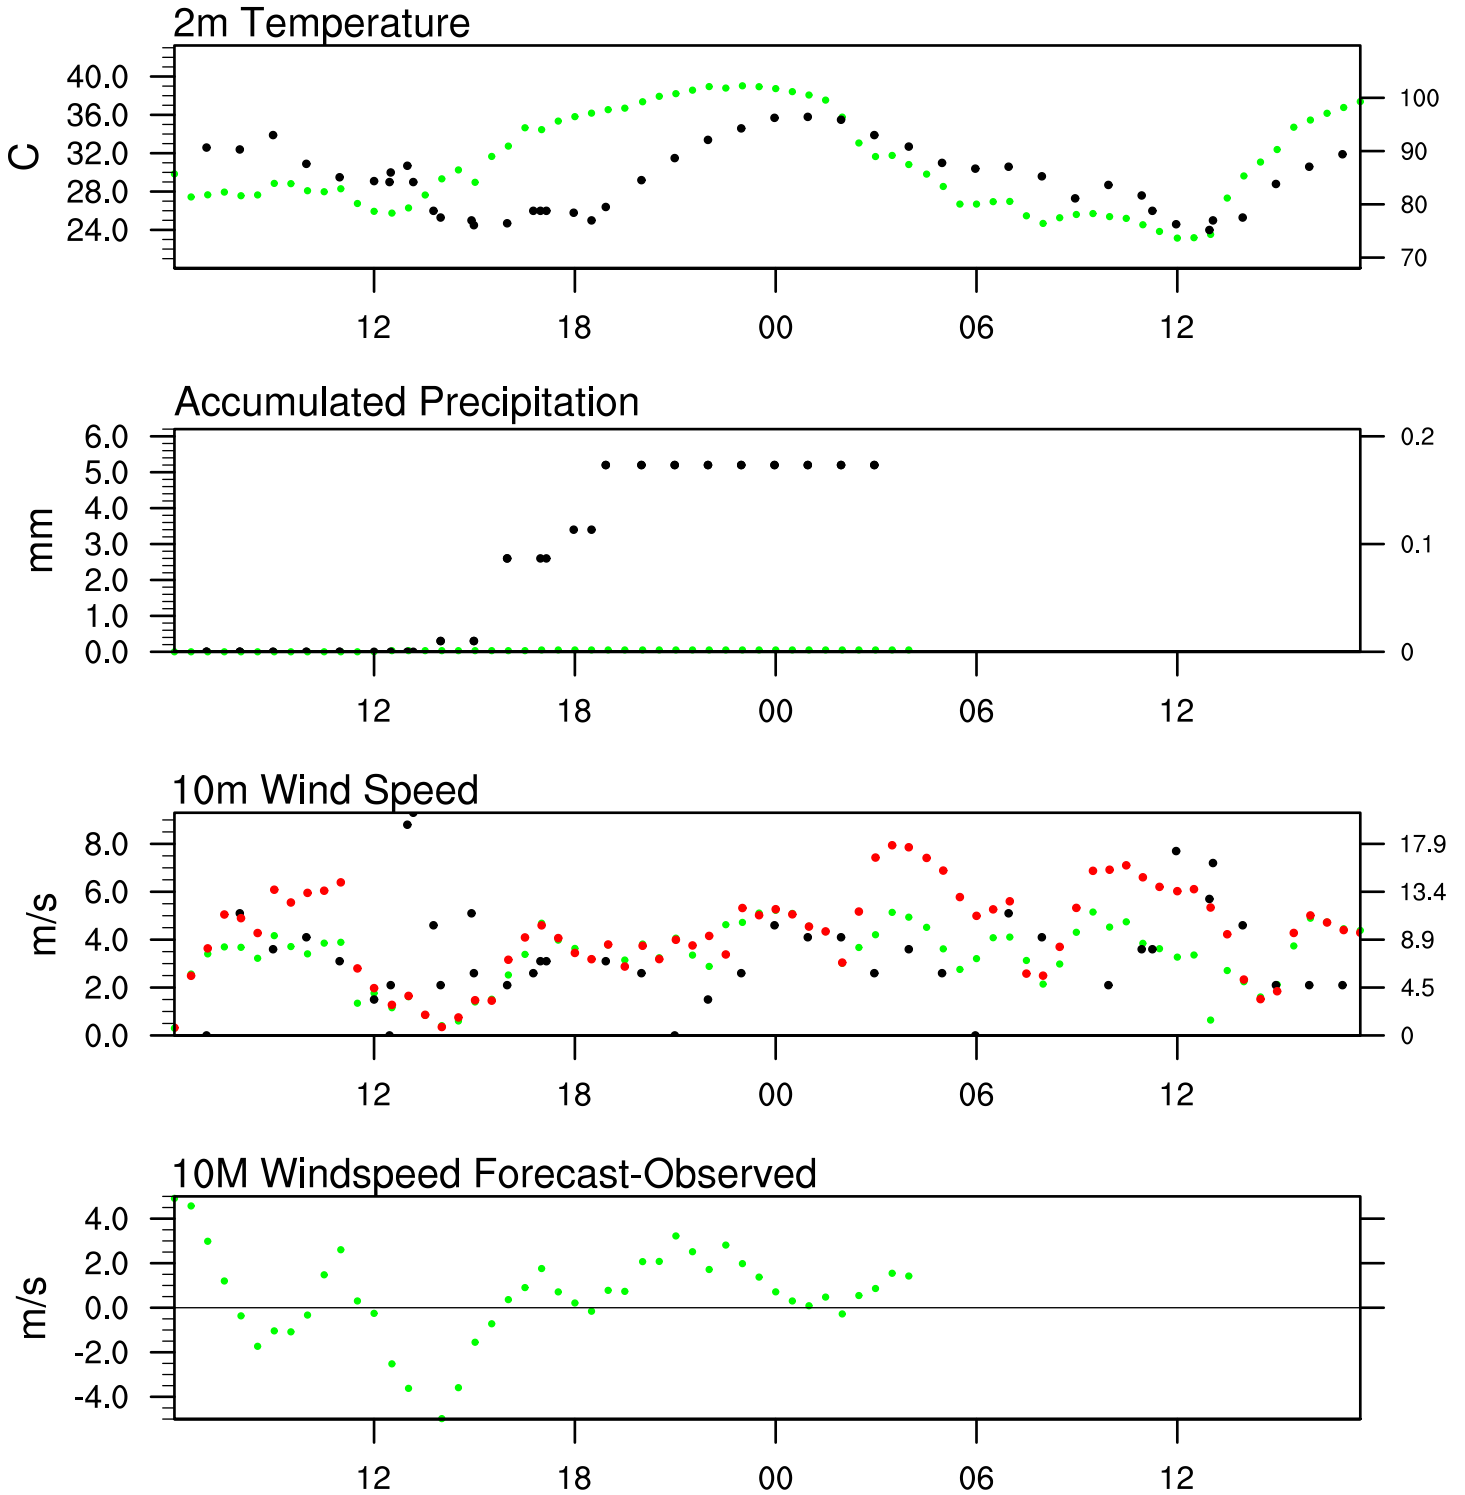 2m Temperature
40.0
36.0
32.0
28.0
24.0
C
100
90
80
70
12 18 00 06 12
Accumulated Precipitation
6.0
5.0
4.0
3.0
2.0
1.0
0.0
mm
0.2
0.1
0
12 18 00 06 12
10m Wind Speed
8.0
6.0
4.0
2.0
0.0
m/s
17.9
13.4
8.9
4.5
0
12 18 00 06 12
10M Windspeed Forecast-Observed
4.0
2.0
0.0
-2.0
-4.0
m/s
12 18 00 06 12